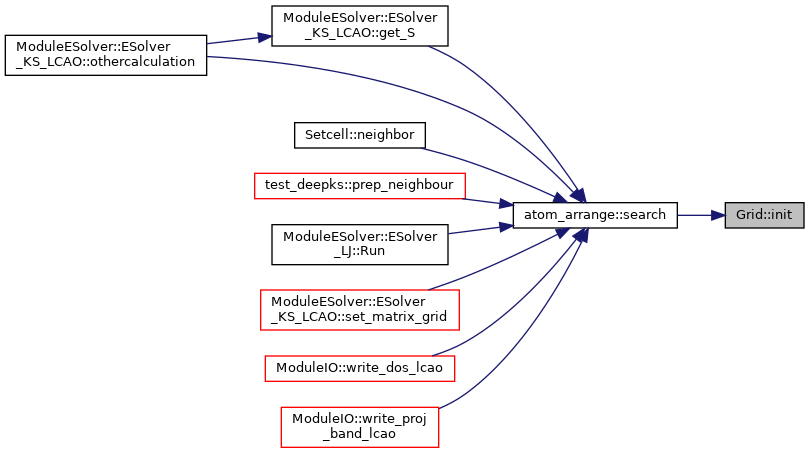 ModuleESolver::ESolver
_KS_LCAO::get_S
ModuleESolver::ESolver
_KS_LCAO::othercalculation
Setcell::neighbor
test_deepks::prep_neighbour
atom_arrange::search
Grid::init
ModuleESolver::ESolver
_LJ::Run
ModuleESolver::ESolver
_KS_LCAO::set_matrix_grid
ModuleIO::write_dos_lcao
ModuleIO::write_proj
_band_lcao